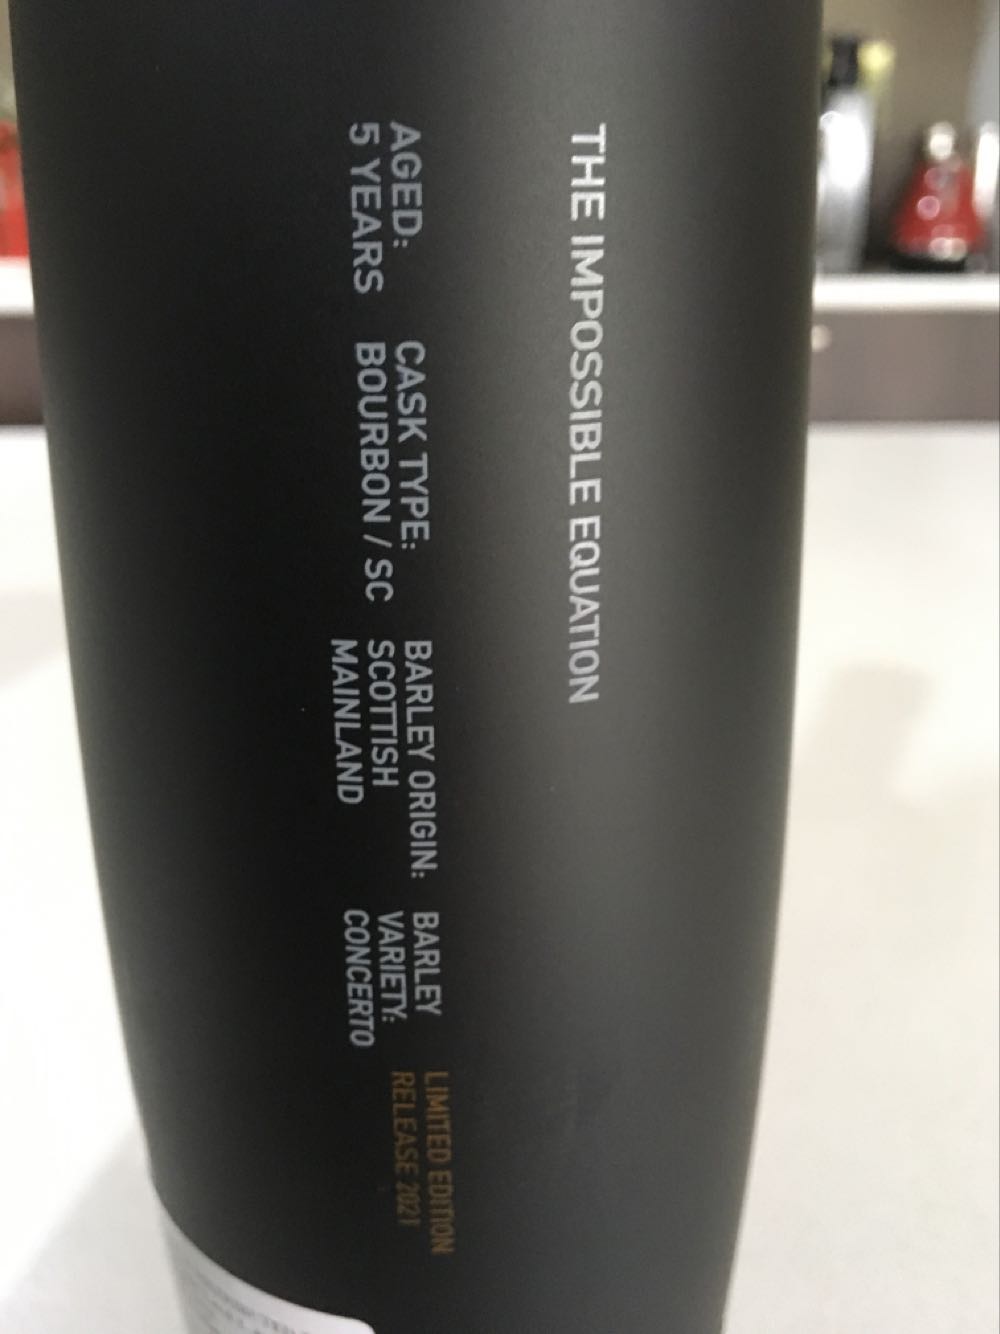 THE IMPOSSIBLE EQUATION
AGED:
5 YEARS
CASK TYPE:
BOURBON / SC
BARLEY ORIGIN:
SCOTTISH
MAINLAND
BARLEY
VARIETY:
CONCERTO
LIMITED EDITION
RELEASE 2021